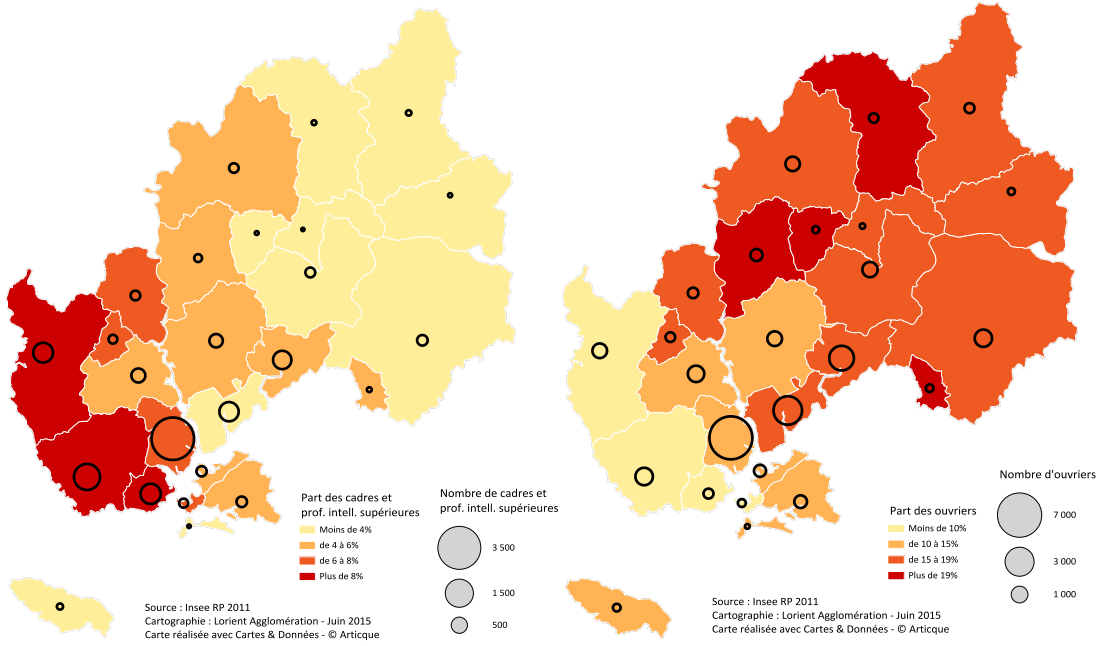 Part des cadres et
prof. intell. supérieures
Moins de 4%
de 4 à 6%
de 6 à 8%
Plus de 8%
Nombre de cadres et
prof. intell. supérieures
3 500
1 500
500
Source : Insee RP 2011
Cartographie : Lorient Agglomération - Juin 2015
Carte réalisée avec Cartes & Données - © Articque
Part des ouvriers
Moins de 10%
de 10 à 15%
de 15 à 19%
Plus de 19%
Nombre d'ouvriers
7 000
3 000
1 000
Source : Insee RP 2011
Cartographie : Lorient Agglomération - Juin 2015
Carte réalisée avec Cartes & Données - © Articque